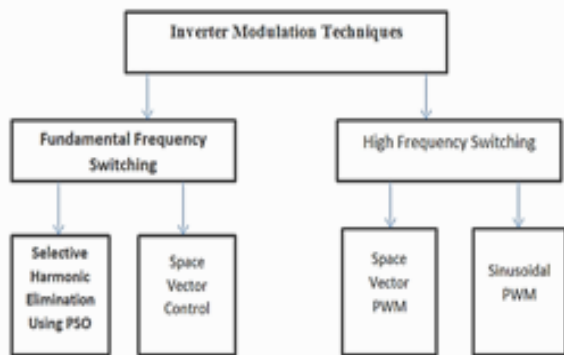 Inverter Modulation Techniques
Fundamental Frequency
Switching
High Frequency Switching
Selective
Harmonic
Elimination
Using PSO
Space
Vector
Control
Space
Vector
PWM
Sinusoidal
PWM